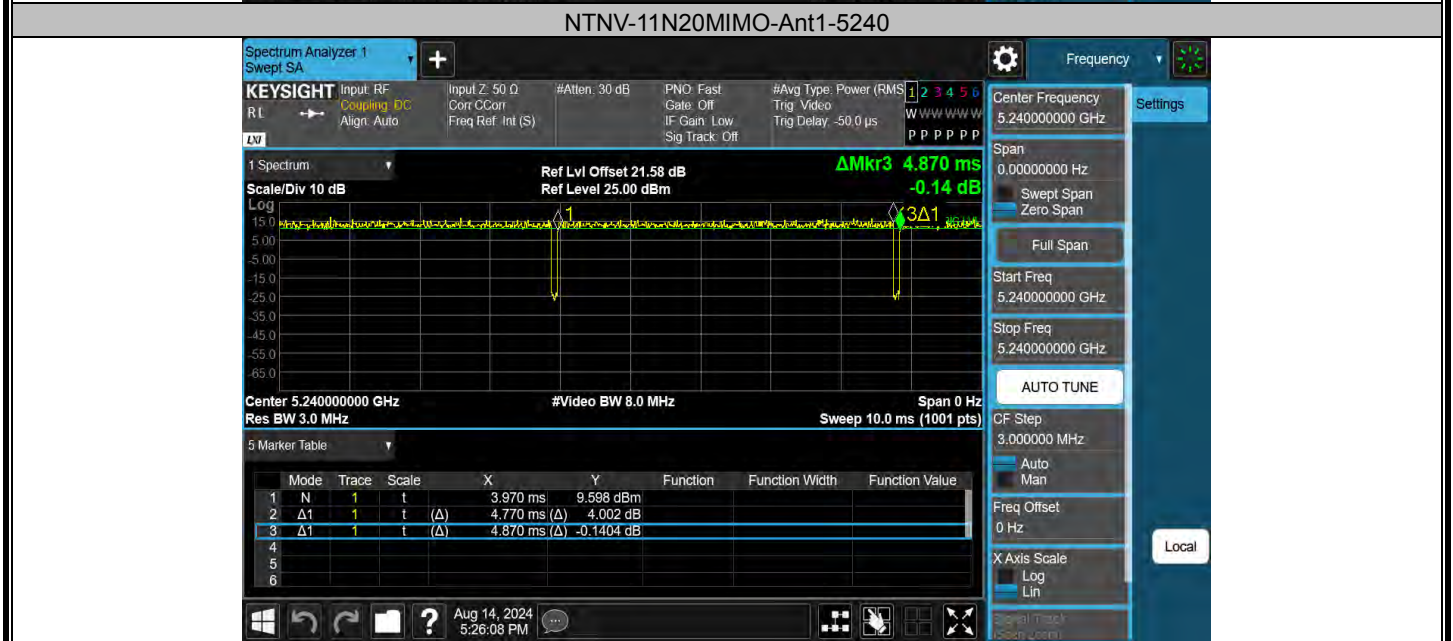 NTNV-11N20MIMO-Ant1-5240
Spectrum Analyzer 1
Swept SA
Frequency
KEYSIGHT
RL
LXI
Input: RF
Coupling: DC
Align: Auto
Input Z: 50 Ω
Corr CCorr
Freq Ref: Int (S)
#Atten: 30 dB
PNO: Fast
Gate: Off
IF Gain: Low
Sig Track: Off
#Avg Type: Power (RMS
Trig: Video
Trig Delay: -50.0 µs
1 2 3 4 5 6
W W W W W W
P P P P P P
1 Spectrum
Scale/Div 10 dB
Ref Lvl Offset 21.58 dB
Ref Level 25.00 dBm
ΔMkr3 4.870 ms
-0.14 dB
Log
1
3Δ1
15.0
5.00
-5.00
-15.0
-25.0
-35.0
-45.0
-55.0
-65.0
Center 5.240000000 GHz
#Video BW 8.0 MHz
Span 0 Hz
Res BW 3.0 MHz
Sweep 10.0 ms (1001 pts)
5 Marker Table
Mode Trace Scale X Y Function Function Width Function Value
1 N 1 t 3.970 ms 9.598 dBm
2 Δ1 1 t (Δ) 4.770 ms (Δ) 4.002 dB
3 Δ1 1 t (Δ) 4.870 ms (Δ) -0.1404 dB
4
5
6
Aug 14, 2024
5:26:08 PM
Center Frequency
5.240000000 GHz
Settings
Span
0.00000000 Hz
Swept Span
Zero Span
Full Span
Start Freq
5.240000000 GHz
Stop Freq
5.240000000 GHz
AUTO TUNE
CF Step
3.000000 MHz
Auto
Man
Freq Offset
0 Hz
X Axis Scale
Log
Lin
Local
Signal Track
(Span Zoom)